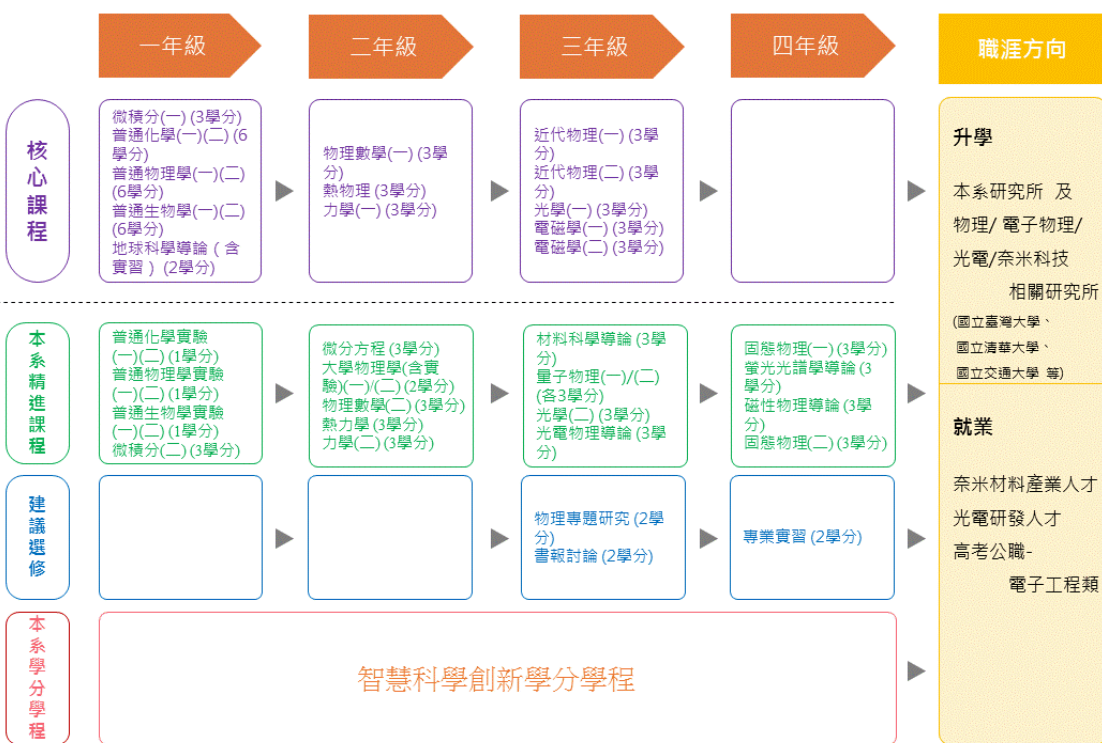 一年級
二年級
三年級
四年級
職涯方向
核心課程
微積分(一) (3學分)
普通化學(一)(二) (6
學分)
普通物理學(一)(二)
(6學分)
普通生物學(一)(二)
(6學分)
地球科學導論 ( 含
實習 ) (2學分)
物理數學(一) (3學
分)
熱物理 (3學分)
力學(一) (3學分)
近代物理(一) (3學
分)
近代物理(二) (3學
分)
光學(一) (3學分)
電磁學(一) (3學分)
電磁學(二) (3學分)
本系精進課程
普通化學實驗
(一)(二) (1學分)
普通物理學實驗
(一)(二) (1學分)
普通生物學實驗
(一)(二) (1學分)
微積分(二) (3學分)
微分方程 (3學分)
大學物理學(含實
驗)(一)/(二) (2學分)
物理數學(二) (3學分)
熱力學 (3學分)
力學(二) (3學分)
材料科學導論 (3學
分)
量子物理(一)/(二)
(各3學分)
光學(二) (3學分)
光電物理導論 (3學
分)
固態物理(一) (3學分)
螢光光譜學導論 (3
學分)
磁性物理導論 (3學
分)
固態物理(二) (3學分)
建議選修
物理專題研究 (2學
分)
書報討論 (2學分)
專業實習 (2學分)
本系學分學程
智慧科學創新學分學程
升學
本系研究所 及
物理/ 電子物理/
光電/奈米科技
相關研究所
(國立臺灣大學、
國立清華大學、
國立交通大學 等)
就業
奈米材料產業人才
光電研發人才
高考公職-
電子工程類